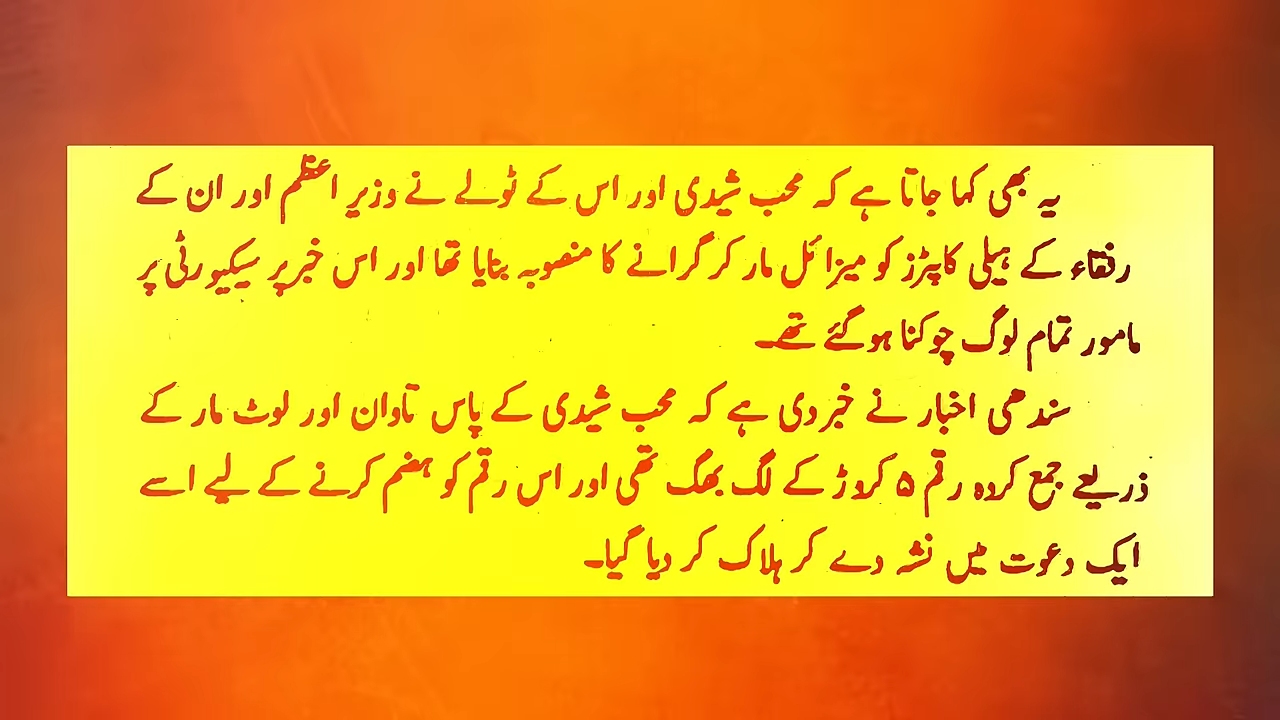 یہ بھی کہا جاتا ہے کہ محب شیدی اور اس کے ٹولے نے وزیر اعظم اور ان کے
رفقاء کے ہیلی کاپٹرز کو میزائل مار کر گرانے کا منصوبہ بنایا تھا اور اس خبر پر سیکیورٹی پر
مامور تمام لوگ چوکنا ہو گئے تھے۔
سندھی اخبار نے خبر دی ہے کہ محب شیدی کے پاس تاوان اور لوٹ مار کے
ذریعے جمع کردہ رقم ۵ کروڑ کے لگ بھگ تھی اور اس رقم کو ہضم کرنے کے لیے اسے
ایک دعوت میں نشہ دے کر ہلاک کر دیا گیا۔